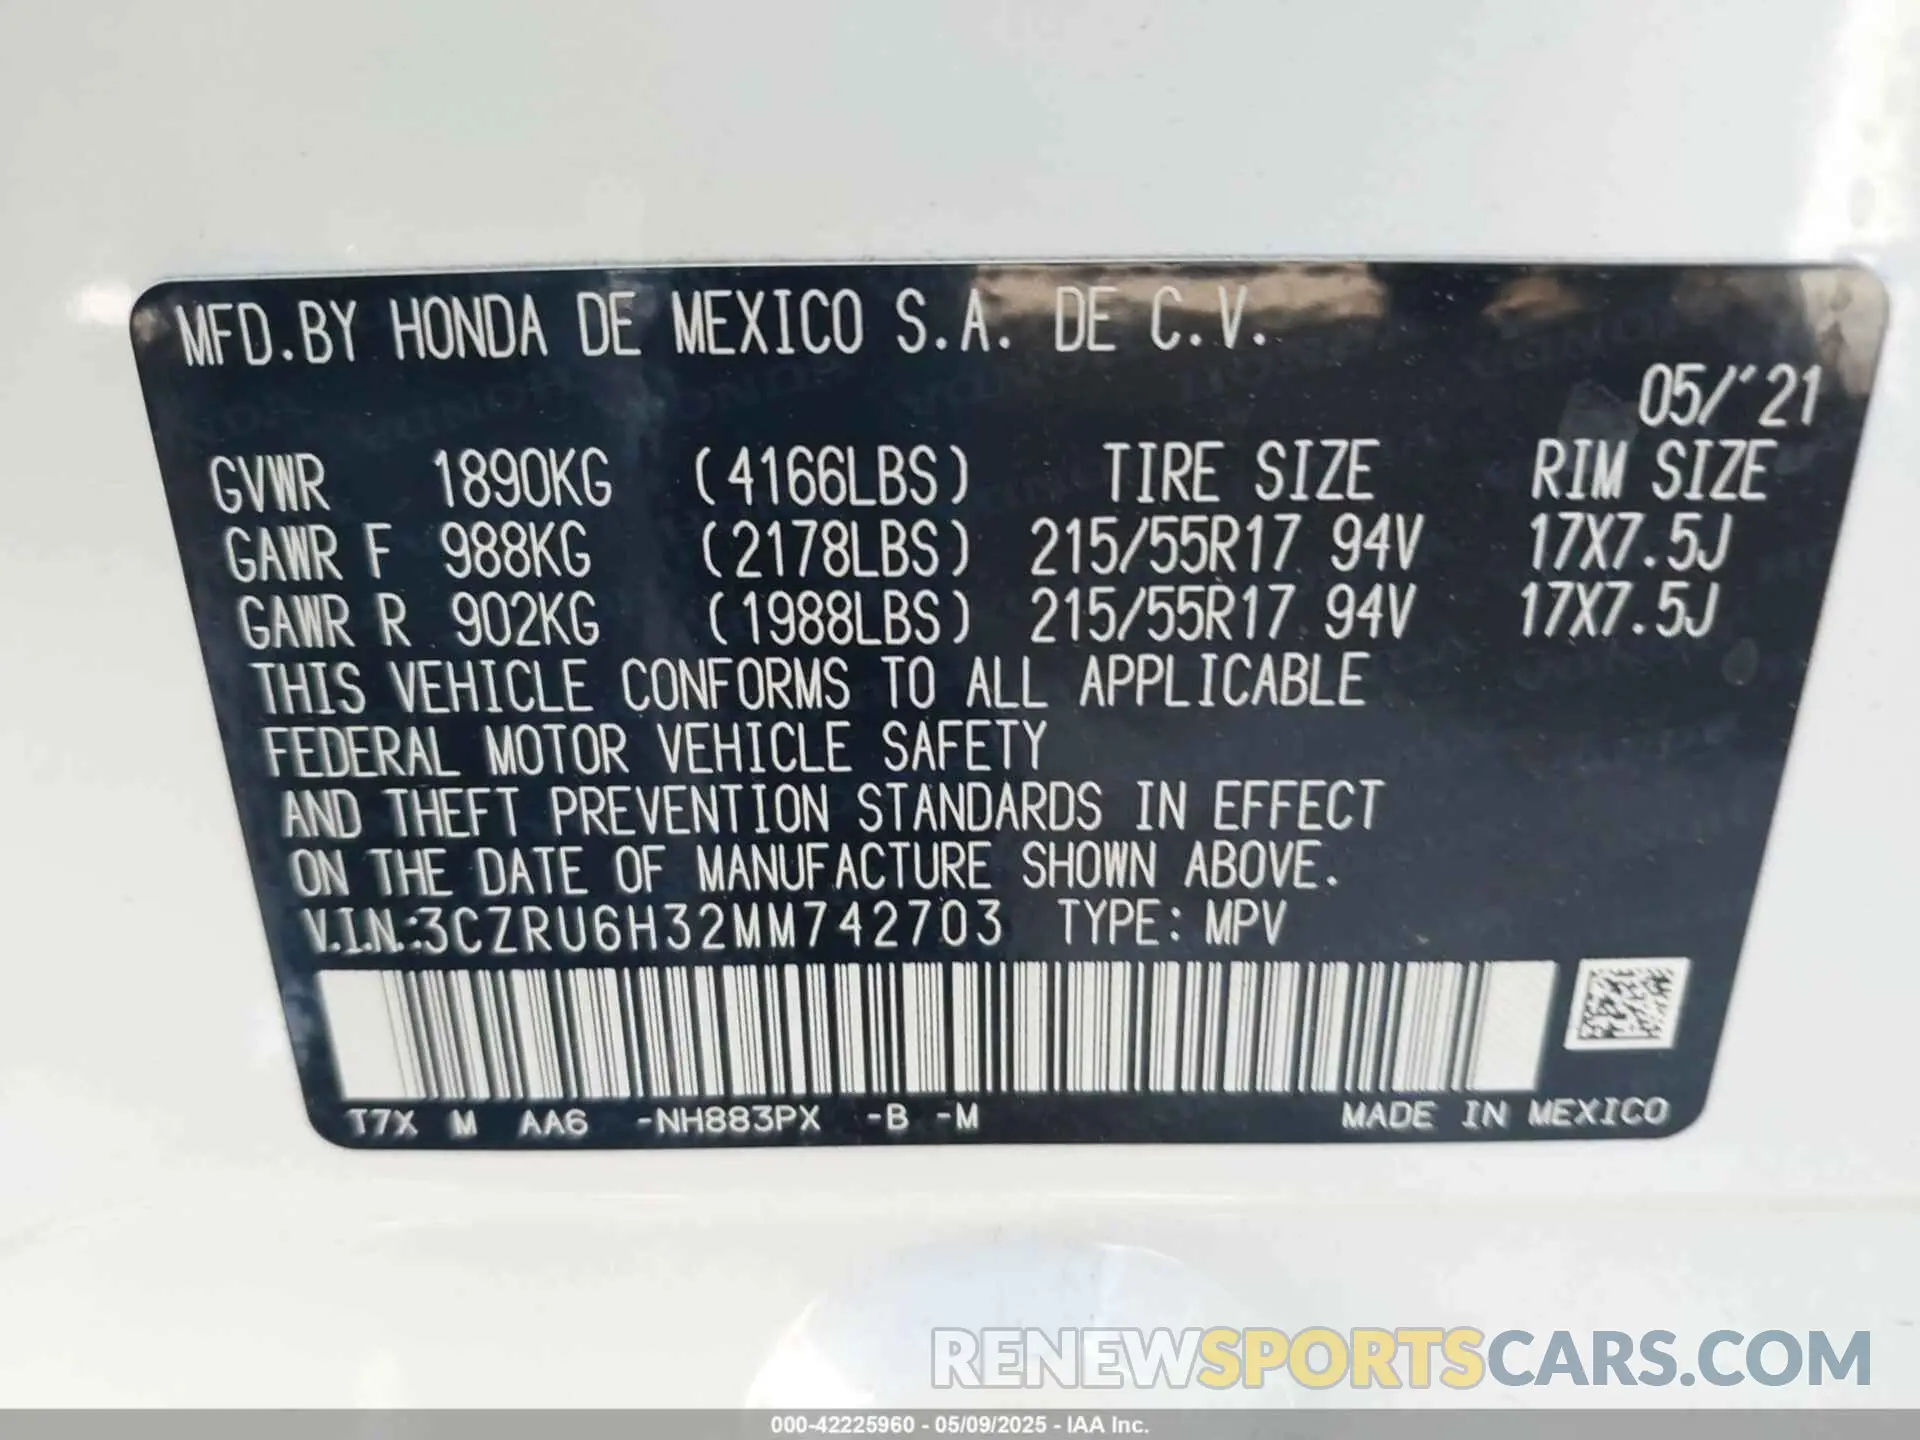 MFD.BY HONDA DE MEXICO S.A. DE C.V.
05/'21
GVWR 1890KG (4166LBS) TIRE SIZE RIM SIZE
GAWR F 988KG (2178LBS) 215/55R17 94V 17X7.5J
GAWR R 902KG (1988LBS) 215/55R17 94V 17X7.5J
THIS VEHICLE CONFORMS TO ALL APPLICABLE
FEDERAL MOTOR VEHICLE SAFETY
AND THEFT PREVENTION STANDARDS IN EFFECT
ON THE DATE OF MANUFACTURE SHOWN ABOVE.
V.I.N.:3CZRU6H32MM742703 TYPE: MPV
T7X M AA6 -NH883PX -B -M MADE IN MEXICO
RENEWSPORTSCARS.COM
000-42225960 - 05/09/2025 - IAA Inc.